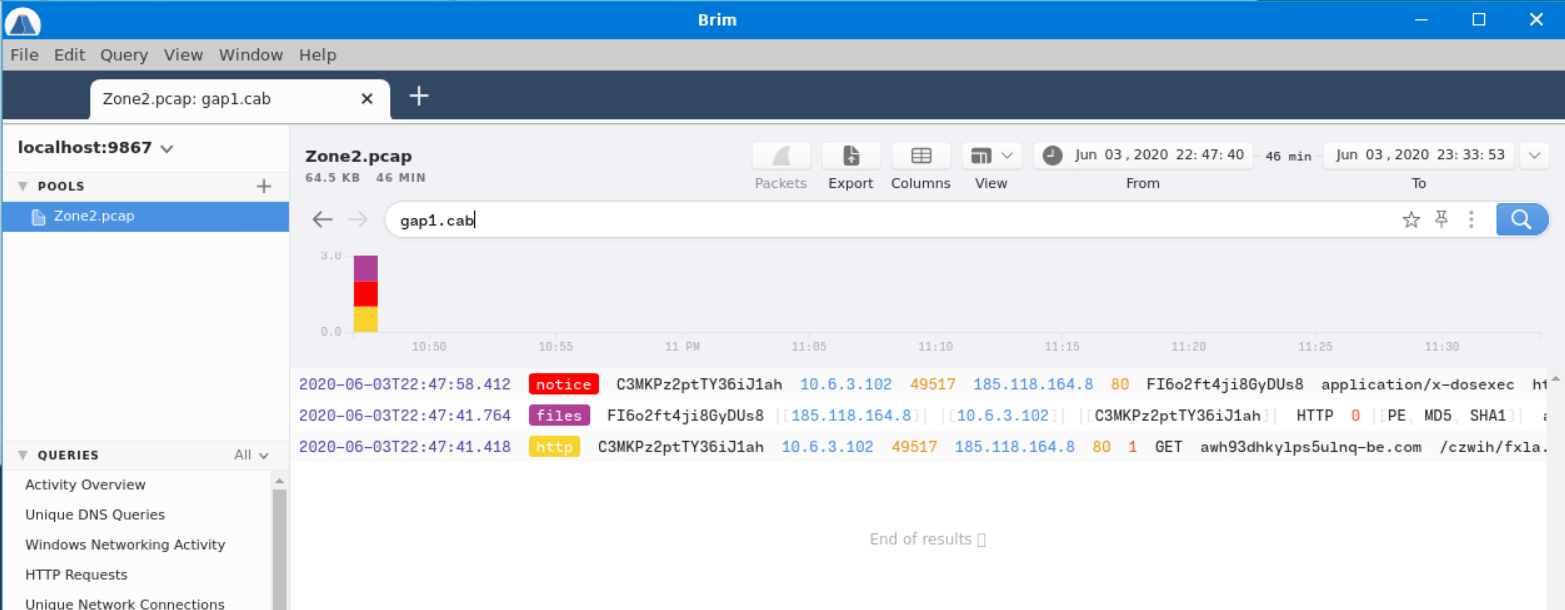 Brim
File Edit Query View Window Help
Zone2.pcap: gap1.cab
localhost:9867
POOLS
Zone2.pcap
QUERIES All
Activity Overview
Unique DNS Queries
Windows Networking Activity
HTTP Requests
Unique Network Connections
Zone2.pcap
64.5 KB 46 MIN
Packets Export Columns View
Jun 03 , 2020 22: 47: 40 46 min Jun 03 , 2020 23: 33: 53
From To
gap1.cab
3.0
0.0
10:50 10:55 11 PM 11:05 11:10 11:15 11:20 11:25 11:30
2020-06-03T22:47:58.412 notice C3MKPz2ptTY36iJ1ah 10.6.3.102 49517 185.118.164.8 80 FI6o2ft4ji8GyDUs8 application/x-dosexec ht
2020-06-03T22:47:41.764 files FI6o2ft4ji8GyDUs8 |[185.118.164.8]| |[10.6.3.102]| |[C3MKPz2ptTY36iJ1ah]| HTTP 0 |[PE, MD5, SHA1]|
2020-06-03T22:47:41.418 http C3MKPz2ptTY36iJ1ah 10.6.3.102 49517 185.118.164.8 80 1 GET awh93dhkylps5ulnq-be.com /czwih/fxla.
End of results